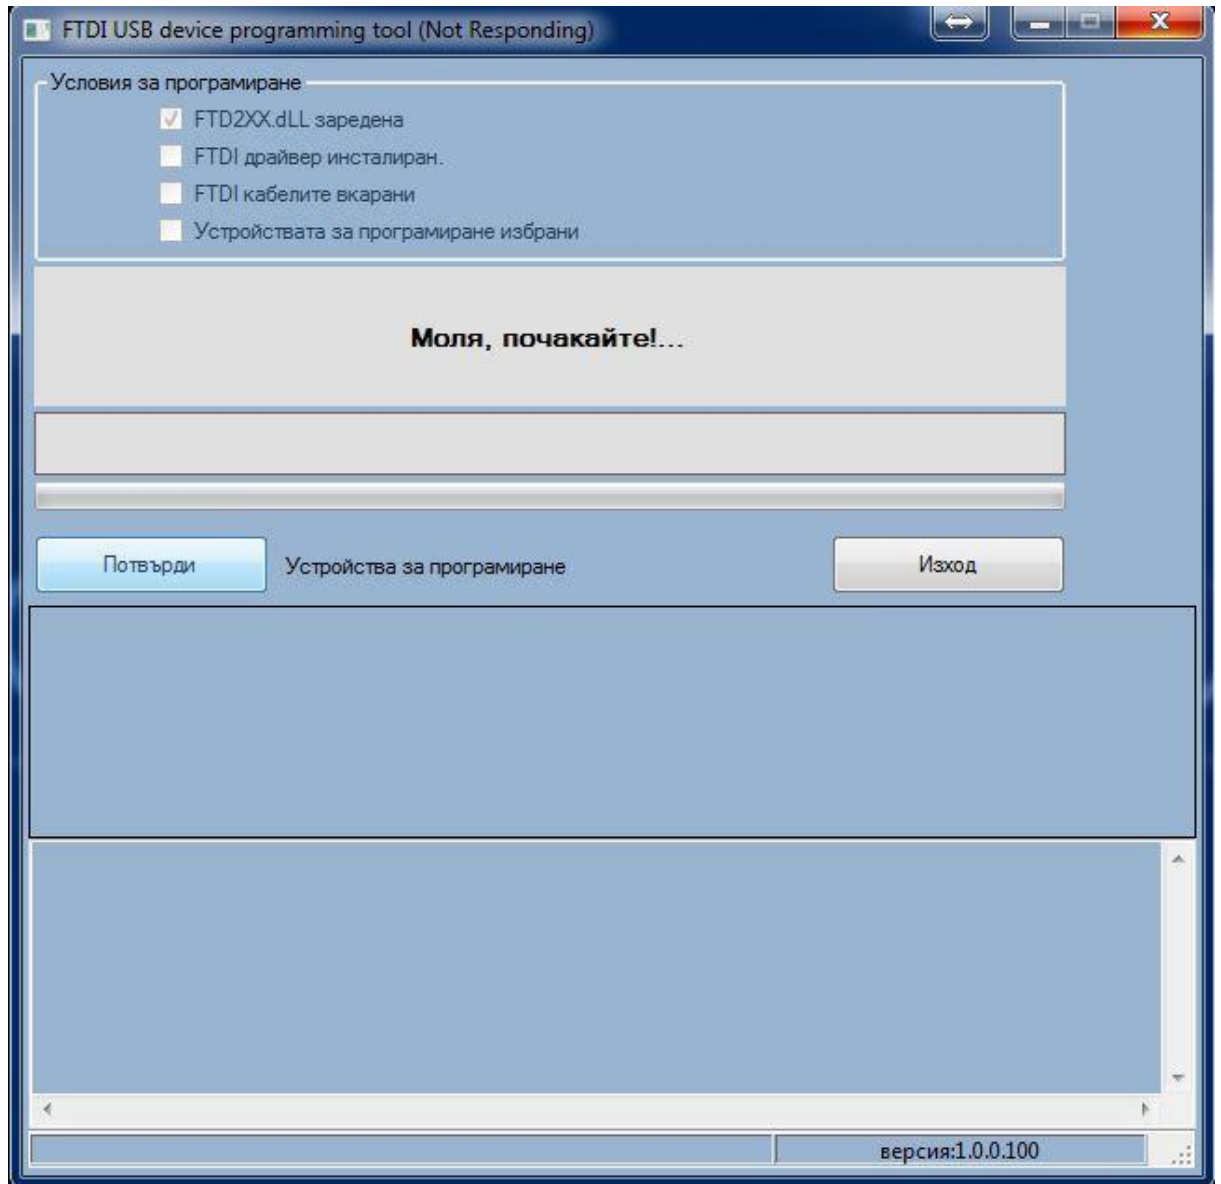 FTDI USB device programming tool (Not Responding)
Условия за програмиране
FTD2XX.dLL заредена
FTDI драйвер инсталиран.
FTDI кабелите вкарани
Устройствата за програмиране избрани
Моля, почакайте!...
Потвърди
Устройства за програмиране
Изход
версия:1.0.0.100